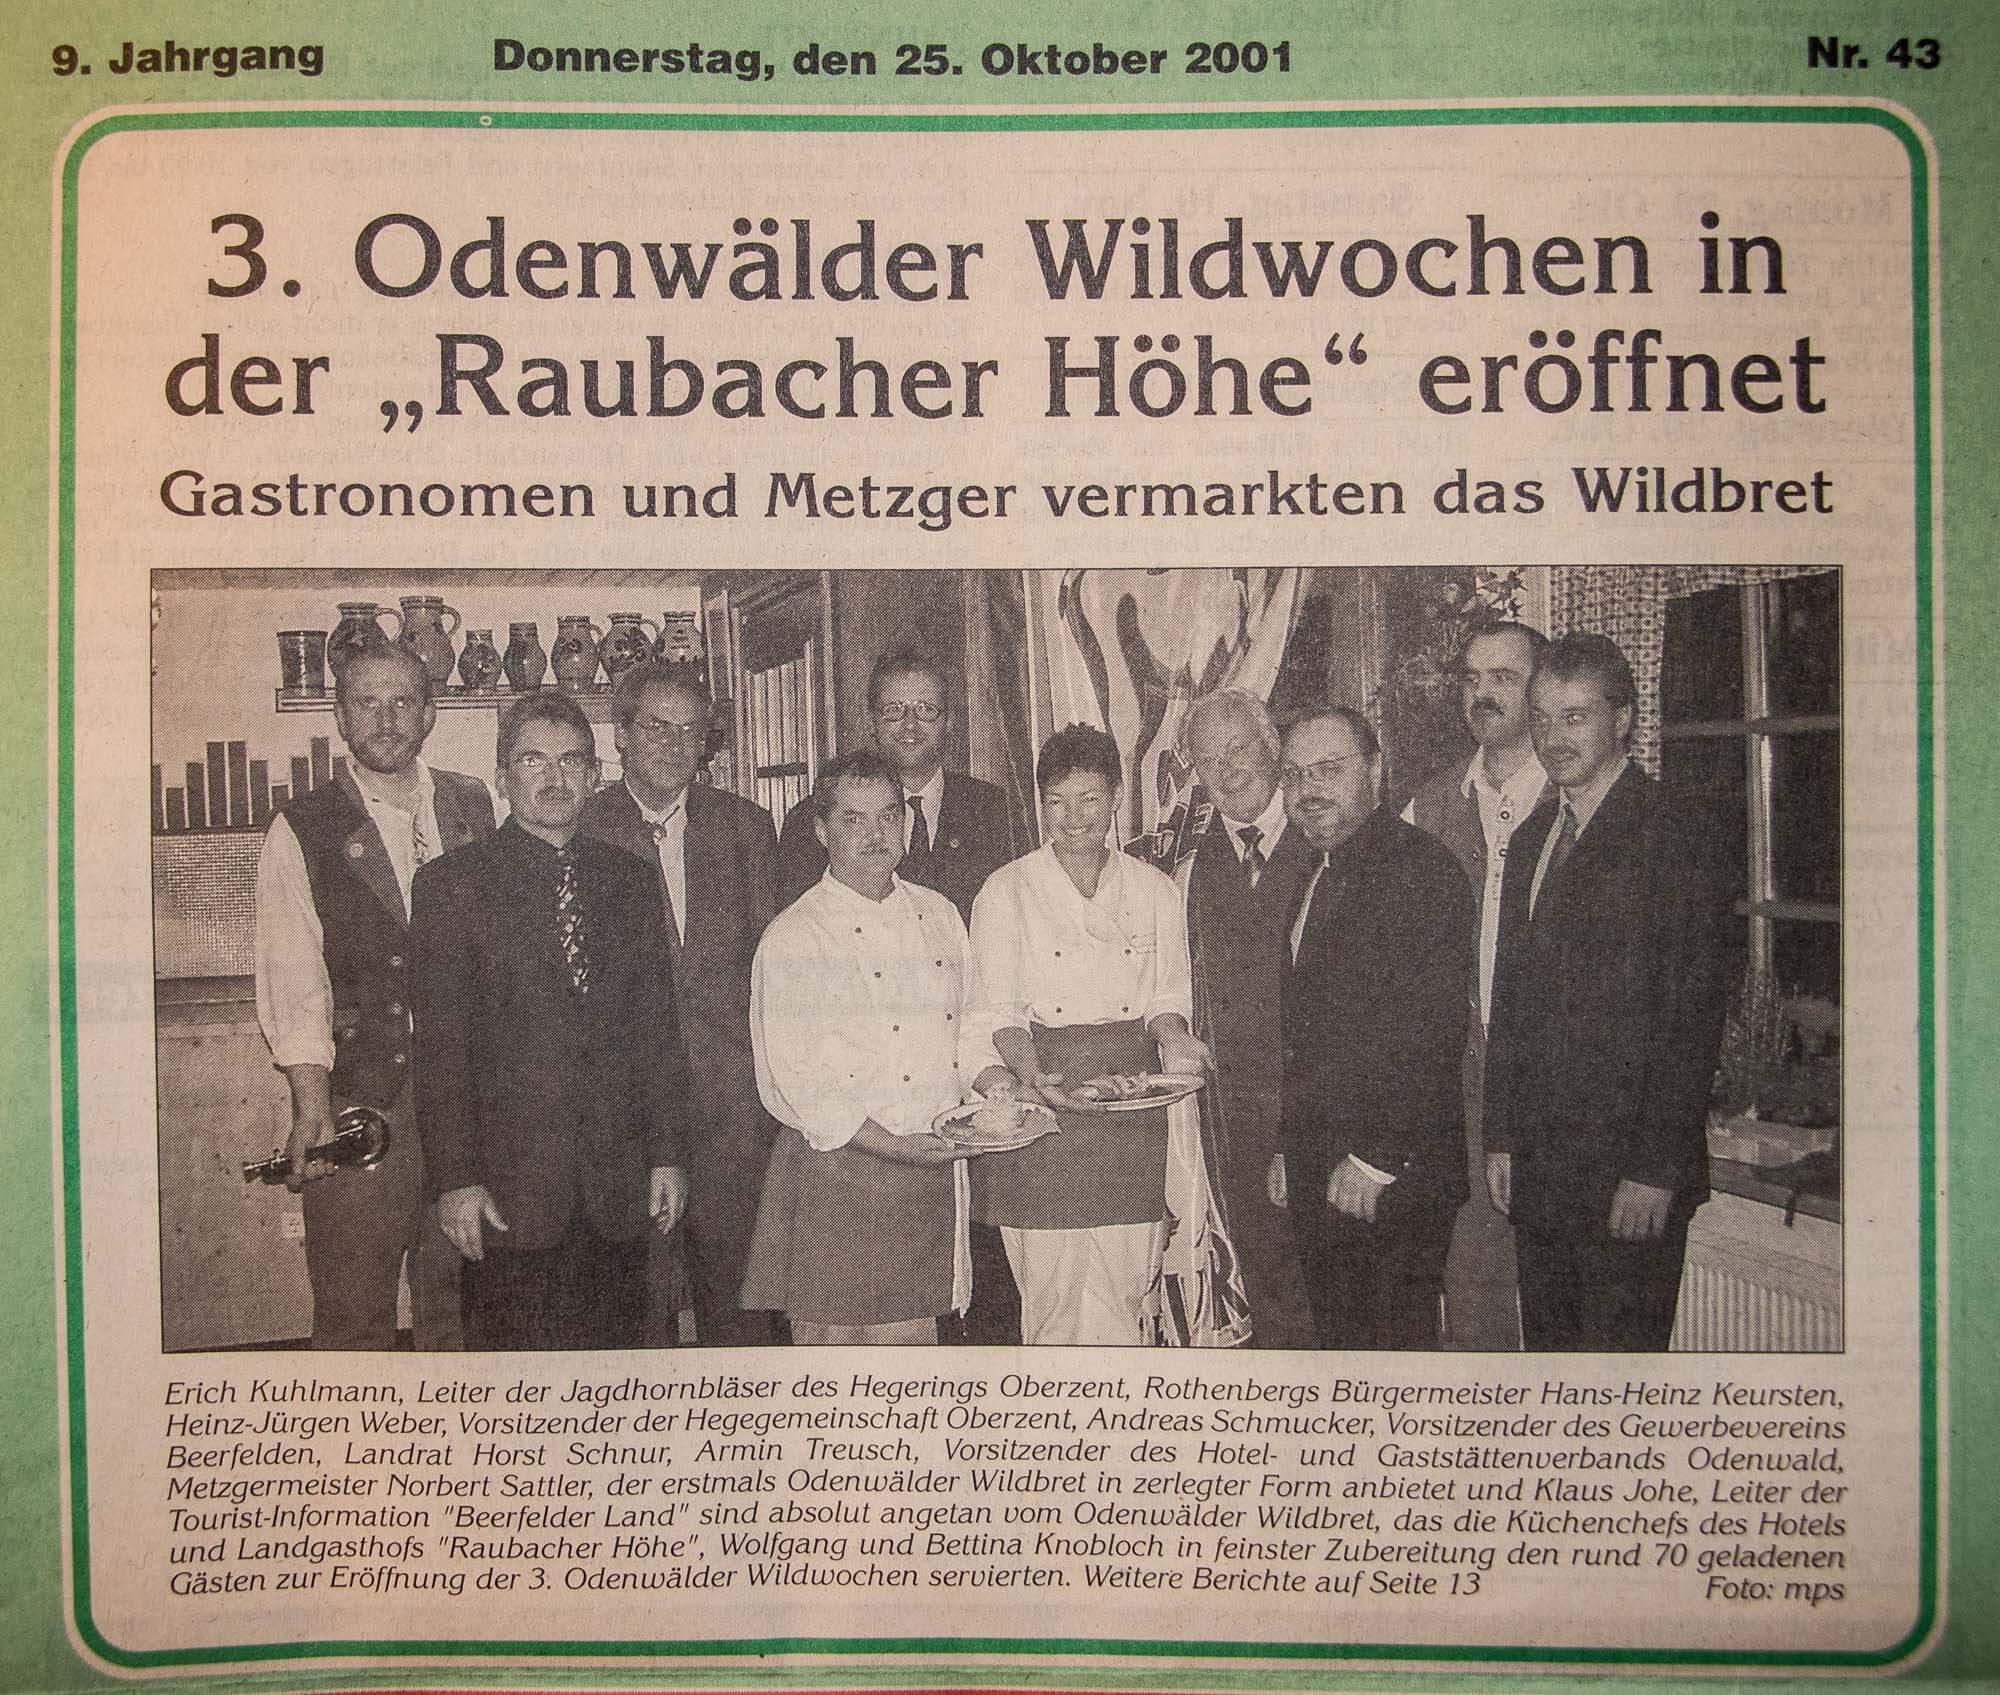 9. Jahrgang Donnerstag, den 25. Oktober 2001 Nr. 43
3. Odenwälder Wildwochen in
der „Raubacher Höhe“ eröffnet
Gastronomen und Metzger vermarkten das Wildbret
Erich Kuhlmann, Leiter der Jagdhornbläser des Hegerings Oberzent, Rothenbergs Bürgermeister Hans-Heinz Keursten,
Heinz-Jürgen Weber, Vorsitzender der Hegegemeinschaft Oberzent, Andreas Schmucker, Vorsitzender des Gewerbevereins
Beerfelden, Landrat Horst Schnur, Armin Treusch, Vorsitzender des Hotel- und Gaststättenverbands Odenwald,
Metzgermeister Norbert Sattler, der erstmals Odenwälder Wildbret in zerlegter Form anbietet und Klaus Johe, Leiter der
Tourist-Information "Beerfelder Land" sind absolut angetan vom Odenwälder Wildbret, das die Küchenchefs des Hotels
und Landgasthofs "Raubacher Höhe", Wolfgang und Bettina Knobloch in feinster Zubereitung den rund 70 geladenen
Gästen zur Eröffnung der 3. Odenwälder Wildwochen servierten. Weitere Berichte auf Seite 13 Foto: mps